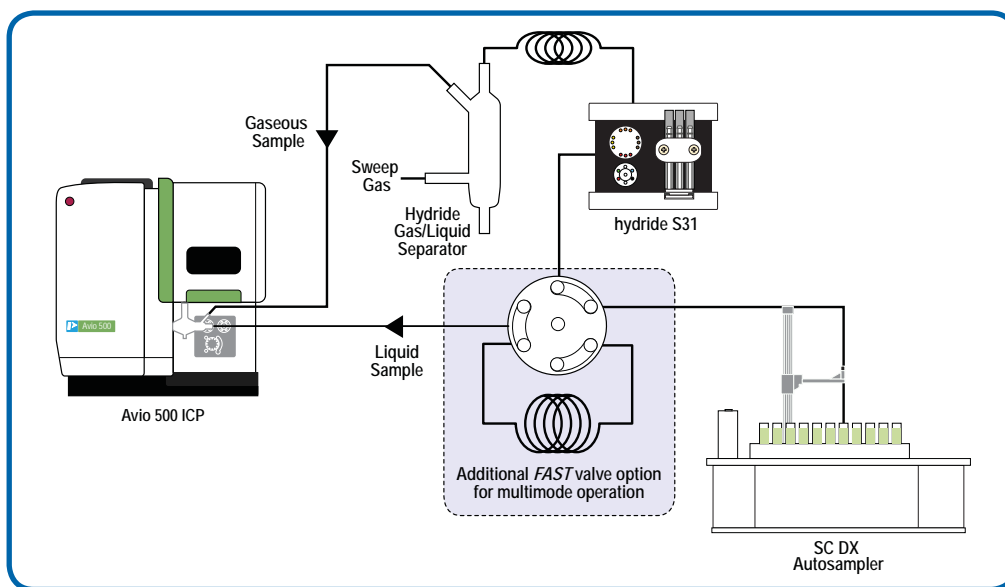 Gaseous
Sample
Sweep
Gas
Hydride
Gas/Liquid
Separator
hydride S31
Avio 500
Avio 500 ICP
Liquid
Sample
Additional FAST valve option
for multimode operation
SC DX
Autosampler